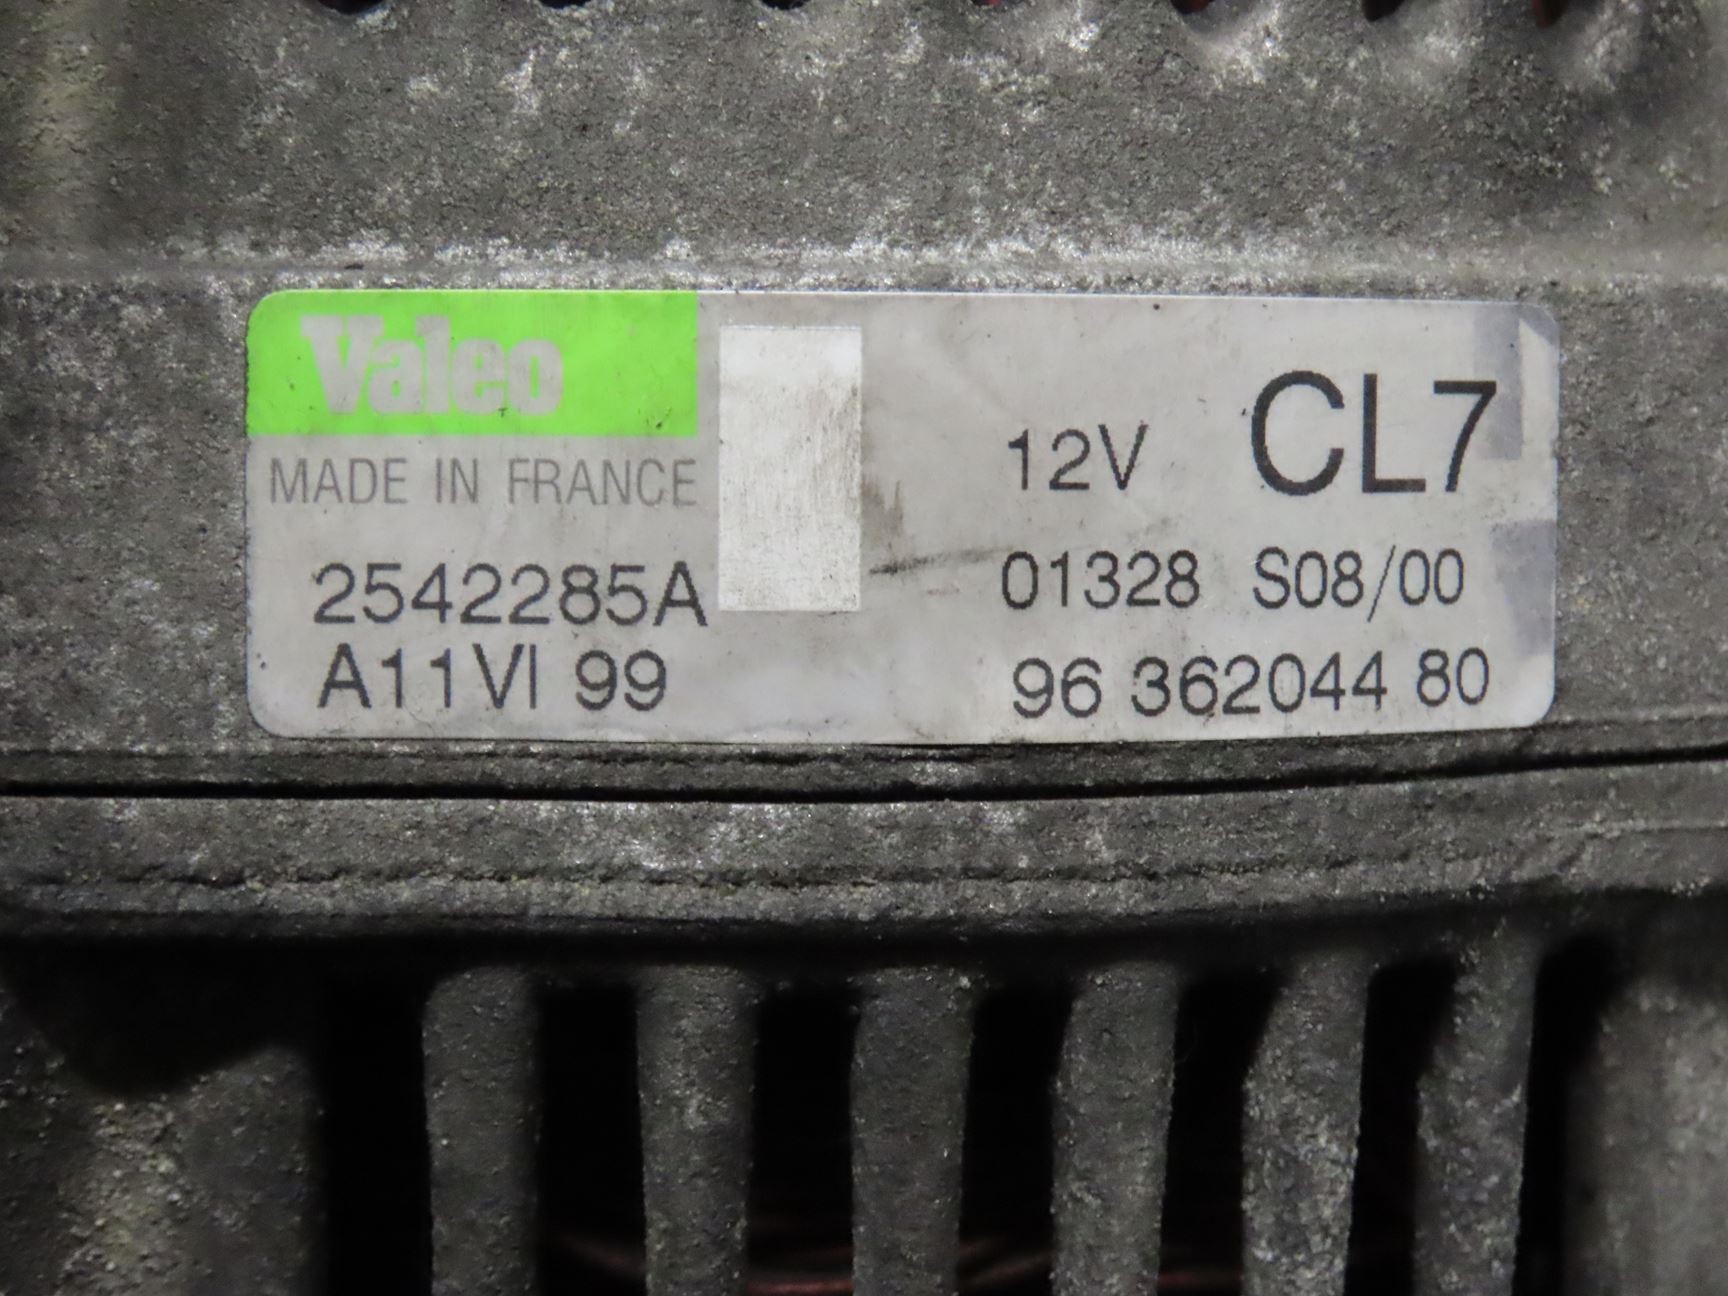 Valeo
MADE IN FRANCE
2542285A
A11VI 99
12V CL7
01328 S08/00
96 362044 80